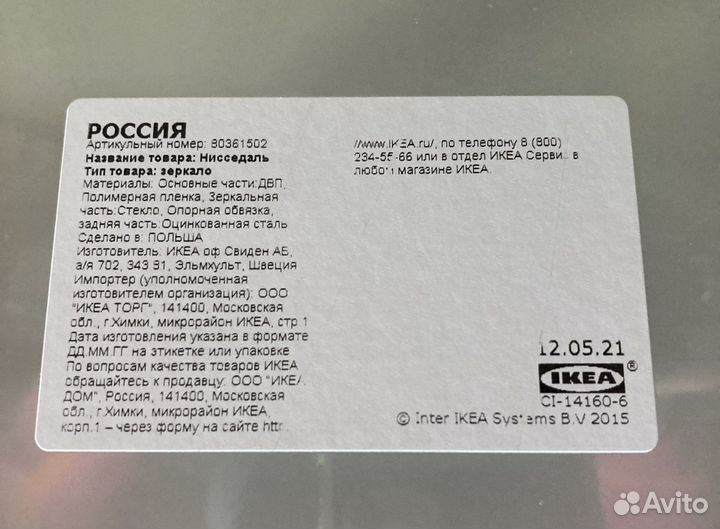 РОССИЯ
Артикульный номер: 80361502
Название товара: Нисседаль
Тип товара: зеркало
Материалы: Основные части:ДВП,
Полимерная пленка, Зеркальная
часть:Стекло, Опорная обвязка,
задняя часть:Оцинкованная сталь
Сделано в: ПОЛЬША
Изготовитель: ИКЕА оф Свиден АБ,
а/я 702, 343 81, Эльмхульт, Швеция
Импортер (уполномоченная
изготовителем организация): ООО
"ИКЕА ТОРГ", 141400, Московская
обл., г.Химки, микрорайон ИКЕА, стр 1
Дата изготовления указана в формате
ДД.ММ.ГГ на этикетке или упаковке
По вопросам качества товаров ИКЕА
обращайтесь к продавцу: ООО "ИКЕА
ДОМ", Россия, 141400, Московская
обл., г.Химки, микрорайон ИКЕА,
корп.1 – через форму на сайте http:
//www.IKEA.ru/, по телефону 8 (800)
234-55-66 или в отдел ИКЕА Сервис в
любом магазине ИКЕА.
12.05.21
IKEA®
CI-14160-6
© Inter IKEA Systems B.V 2015
Avito